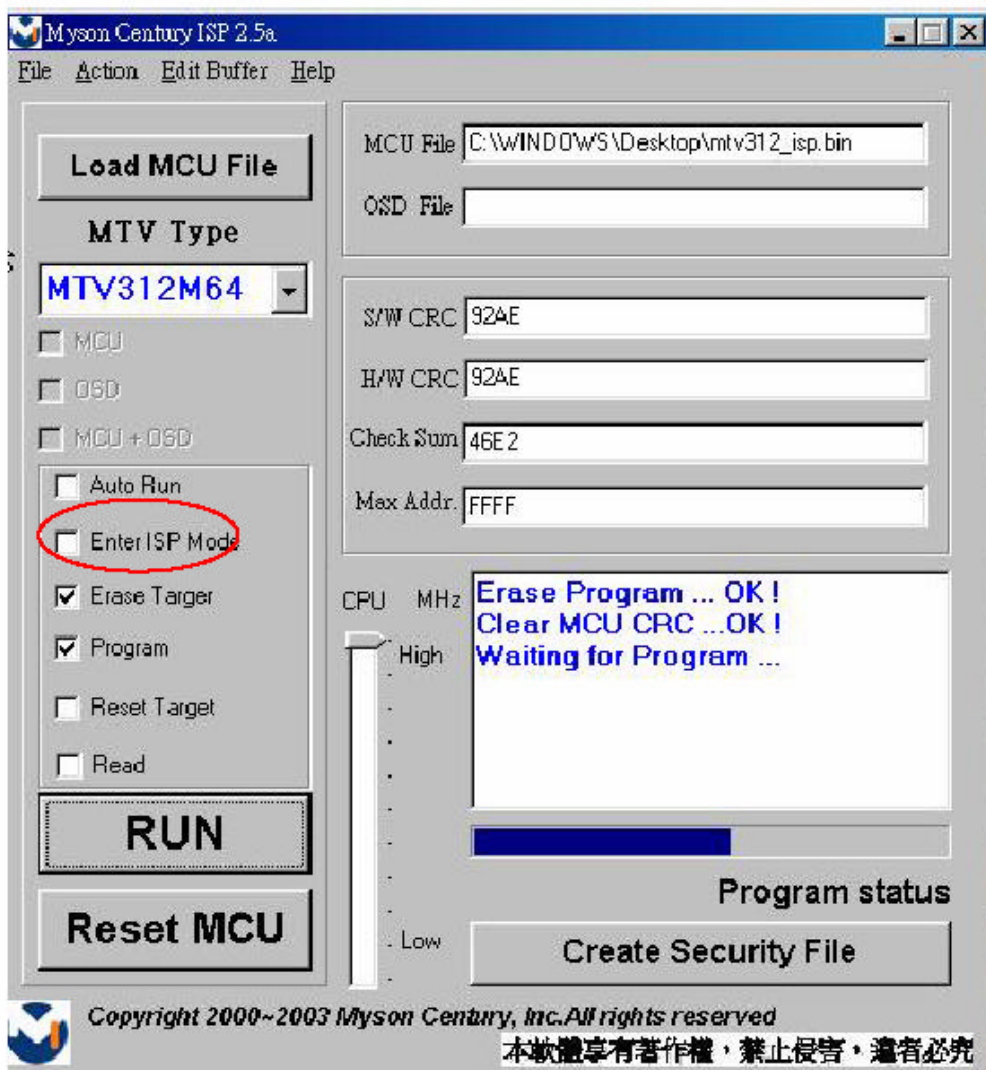 Myson Century ISP 2.5a
File Action Edit Buffer Help
Load MCU File
MTV Type
MTV312M64
MCU
OSD
MCU + OSD
Auto Run
Enter ISP Mode
Erase Targer
Program
Reset Target
Read
RUN
Reset MCU
MCU File C:\WINDOWS\Desktop\mtv312_isp.bin
OSD File
S/W CRC 92AE
H/W CRC 92AE
Check Sum 46E2
Max Addr. FFFF
CPU MHz
High
Low
Erase Program ... OK !
Clear MCU CRC ...OK !
Waiting for Program ...
Program status
Create Security File
Copyright 2000~2003 Myson Century, Inc.All rights reserved
本軟體享有著作權，禁止侵害，違者必究